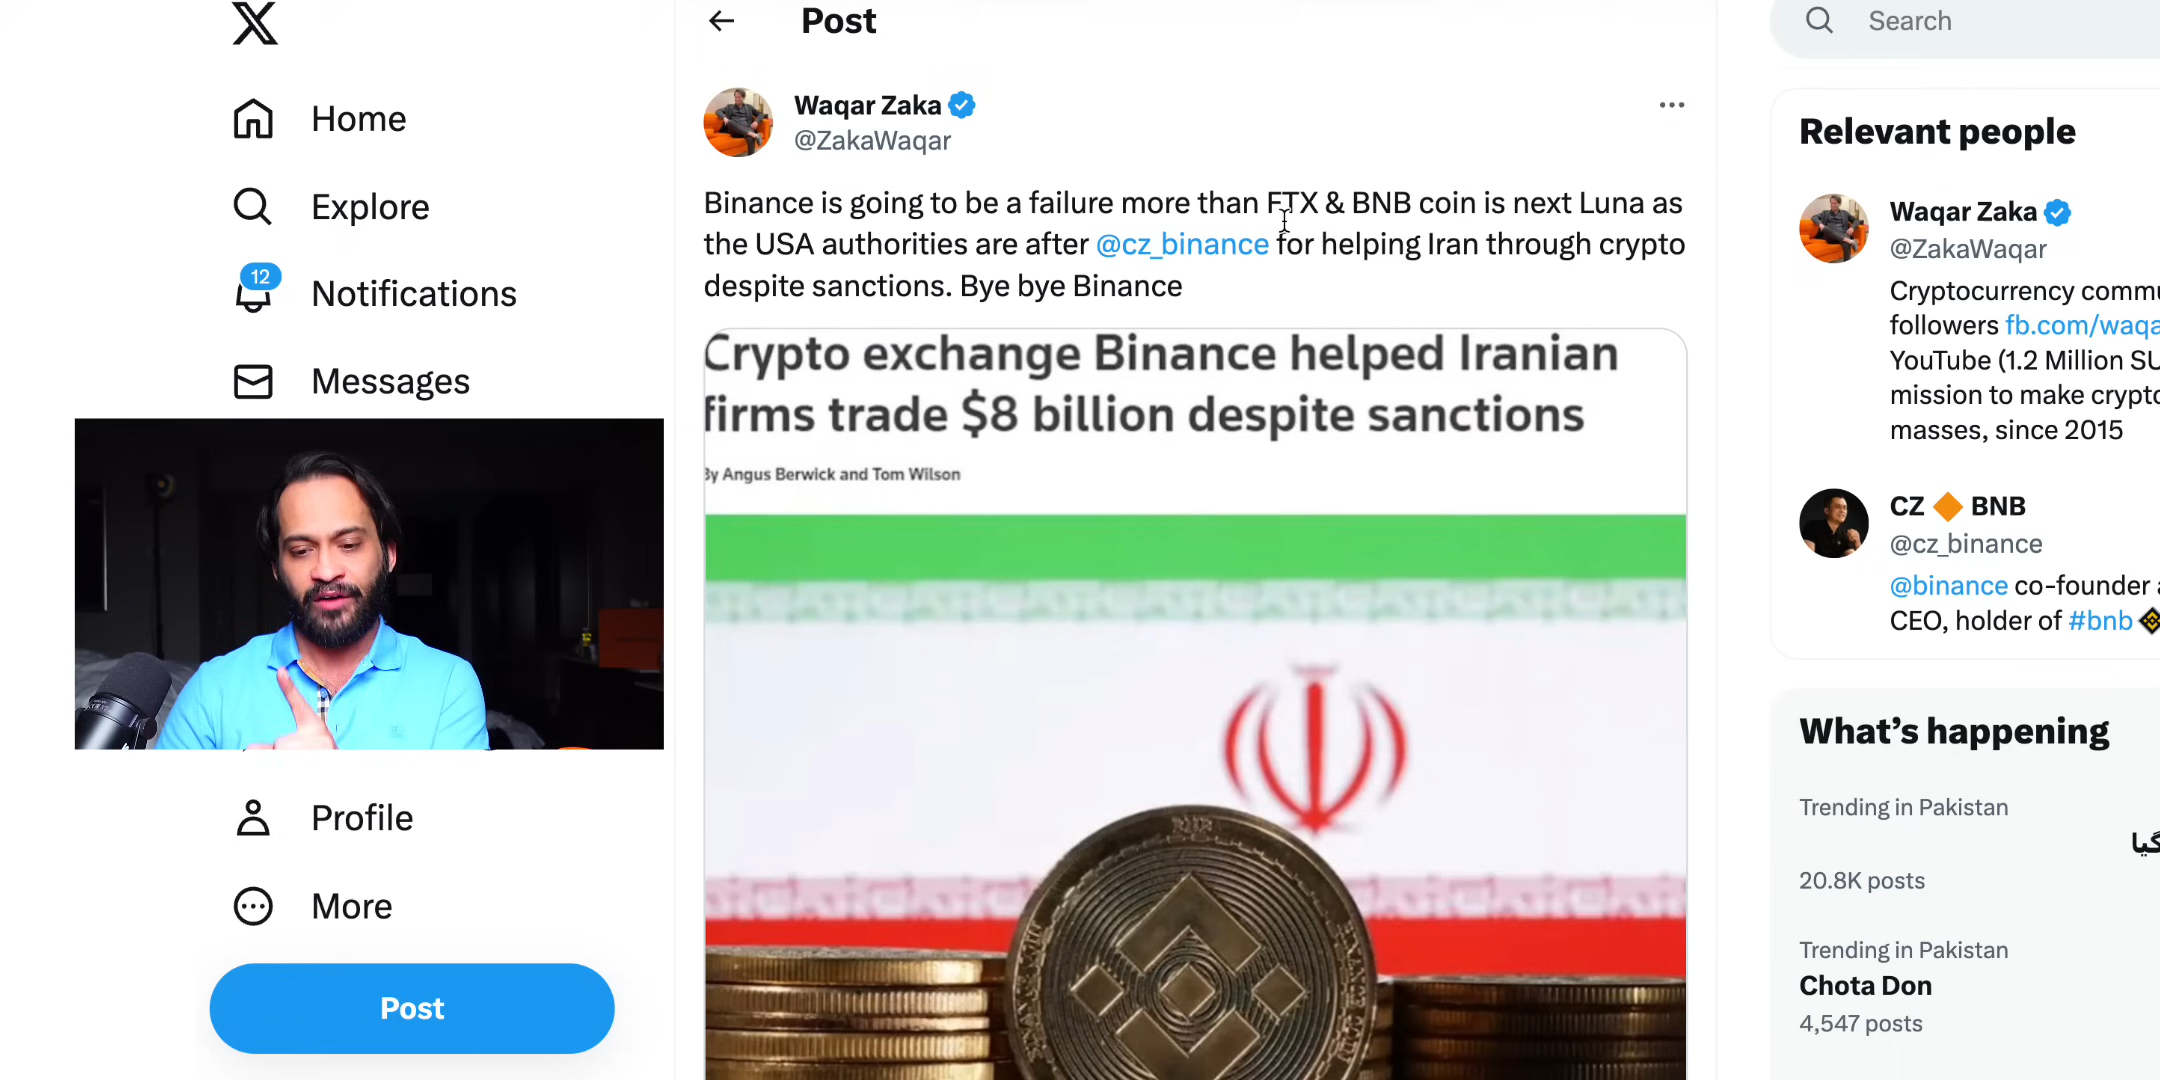 Home
Explore
12
Notifications
Messages
Profile
More
Post
Post
Waqar Zaka
@ZakaWaqar
Binance is going to be a failure more than FTX & BNB coin is next Luna as
the USA authorities are after @cz_binance for helping Iran through crypto
despite sanctions. Bye bye Binance
Crypto exchange Binance helped Iranian
firms trade $8 billion despite sanctions
By Angus Berwick and Tom Wilson
Search
Relevant people
Waqar Zaka
@ZakaWaqar
Cryptocurrency
followers fb.com/waqa
YouTube (1.2 Million
mission to make
masses, since 2015
CZ 🔶 BNB
@cz_binance
@binance co-founder
CEO, holder of #bnb
What's happening
Trending in Pakistan
گیا
20.8K posts
Trending in Pakistan
Chota Don
4,547 posts